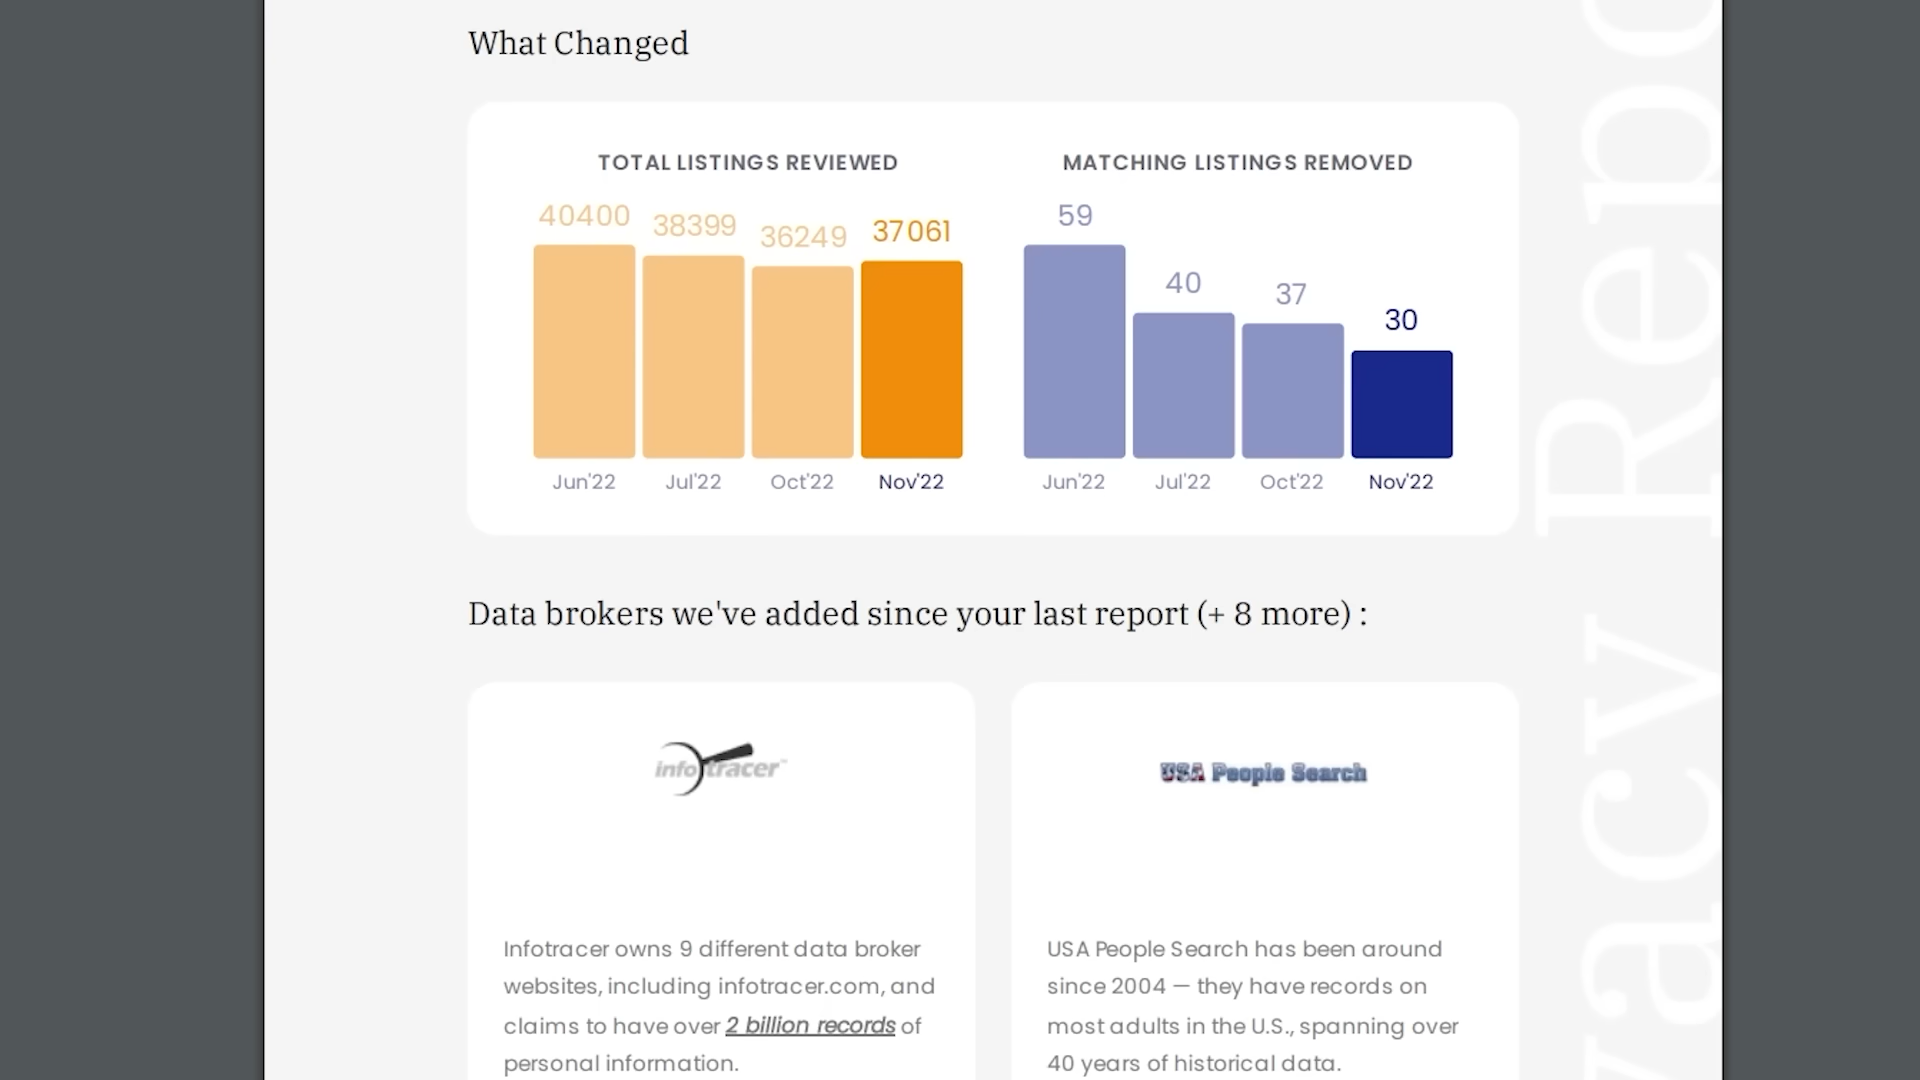 What Changed
TOTAL LISTINGS REVIEWED
40400 38399 36249 37061
Jun'22 Jul'22 Oct'22 Nov'22
MATCHING LISTINGS REMOVED
59 40 37 30
Jun'22 Jul'22 Oct'22 Nov'22
Data brokers we've added since your last report (+ 8 more) :
infotracer™
Infotracer owns 9 different data broker
websites, including infotracer.com, and
claims to have over 2 billion records of
personal information.
USA People Search
USA People Search has been around
since 2004 — they have records on
most adults in the U.S., spanning over
40 years of historical data.
vacy Repo